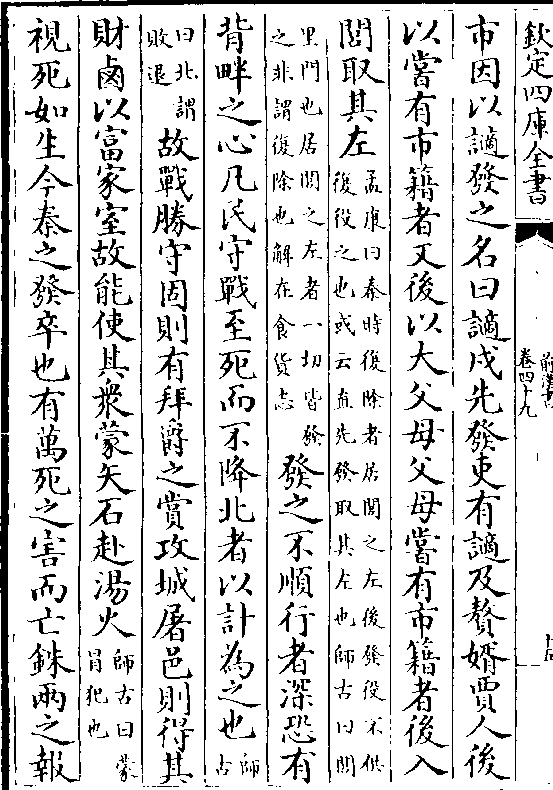 欽定四庫全書
前漢書
卷四十九
市因以讁發之名曰讁戍先發吏有讁及贅婿賈人後
以嘗有市籍者又後以大父母父母嘗有市籍者後入
閭取其左
孟康曰秦時復除者居閭之左後發役不供
復役之也或云直先發取其左也師古曰閭
里門也居閭之左者一切皆發
之非謂復除也解在食貨志
發之不順行者深恐有
背畔之心凡民守戰至死而不降北者以計為之也
師
古
曰北謂
敗退
故戰勝守固則有拜爵之賞攻城屠邑則得其
財鹵以富家室故能使其衆蒙矢石赴湯火
師古曰蒙
冒犯也
視死如生今秦之發卒也有萬死之害而亡銖兩之報